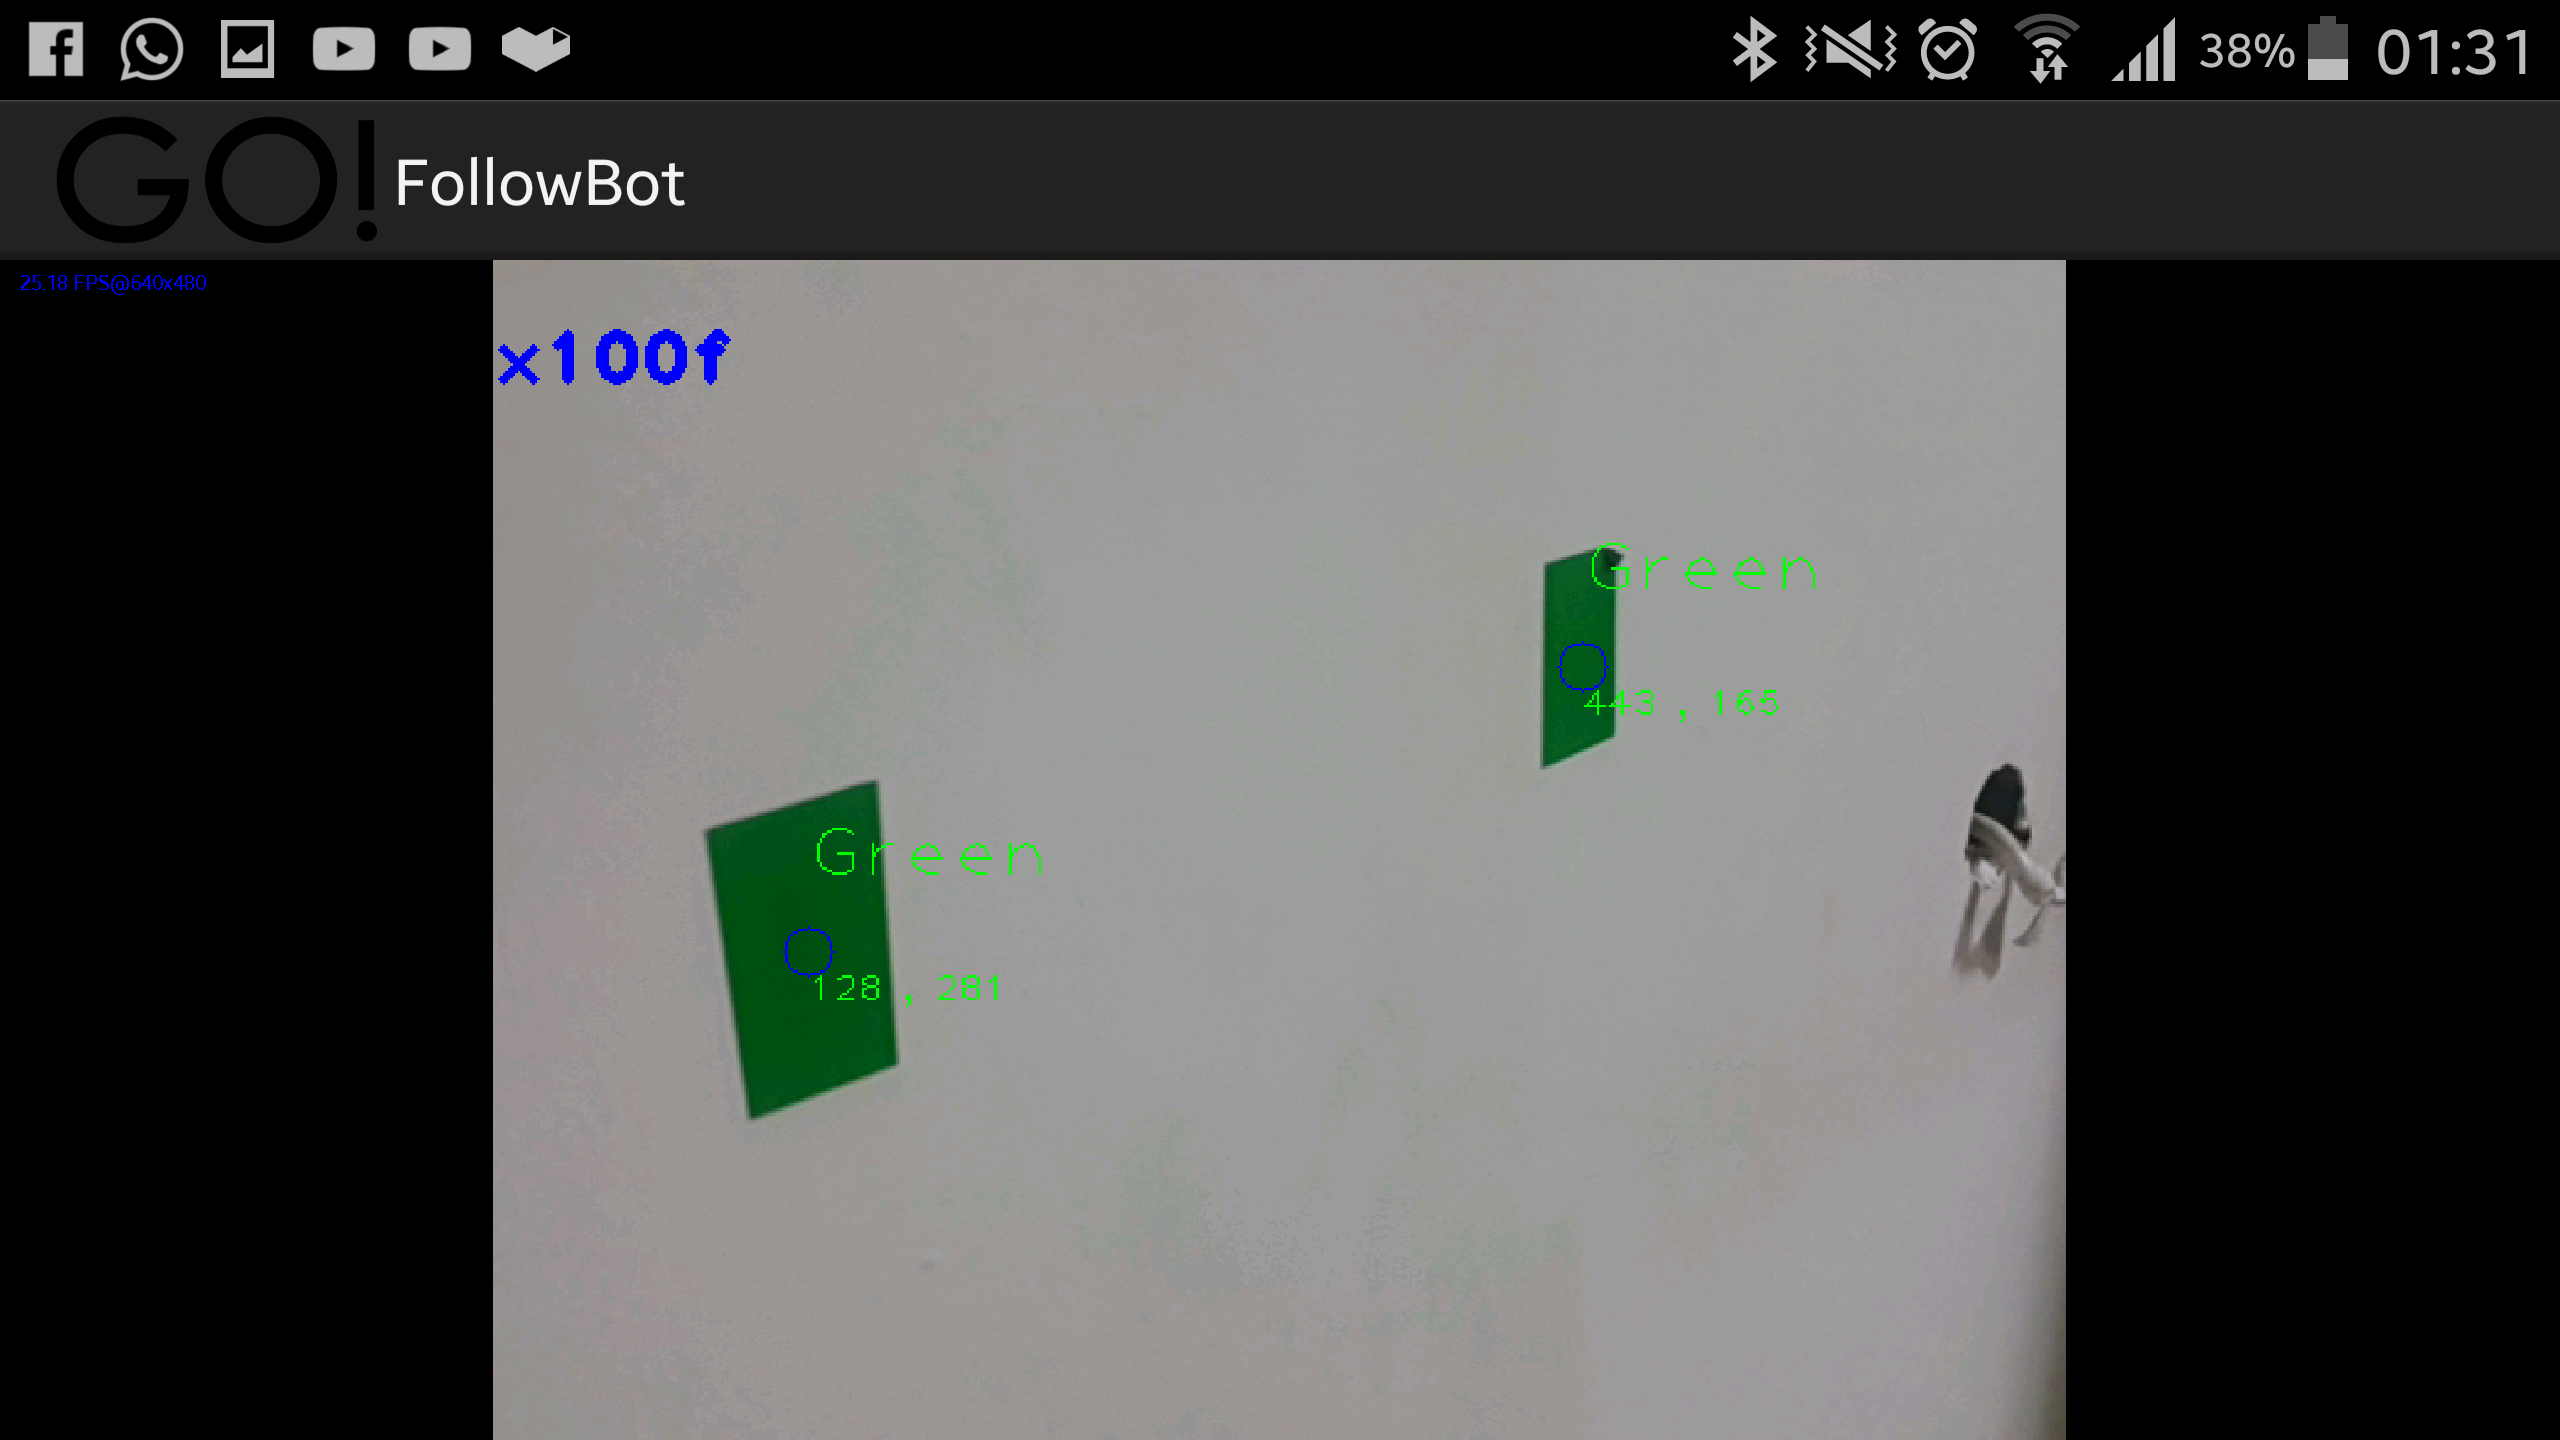 38% 01:31
GO! FollowBot
25.18 FPS@640x480
x100f
Green
443 , 165
Green
128 , 281